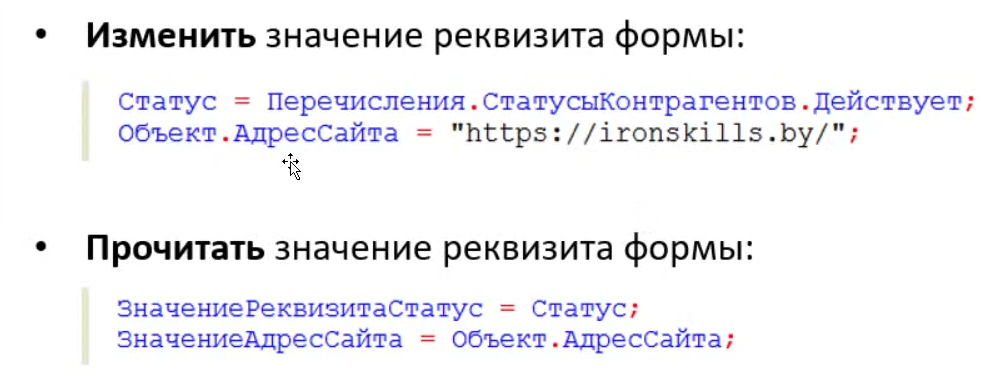 • Изменить значение реквизита формы:
Статус = Перечисления.СтатусыКонтрагентов.Действует;
Объект.АдресСайта = "https://ironskills.by/";
• Прочитать значение реквизита формы:
ЗначениеРеквизитаСтатус = Статус;
ЗначениеАдресСайта = Объект.АдресСайта;